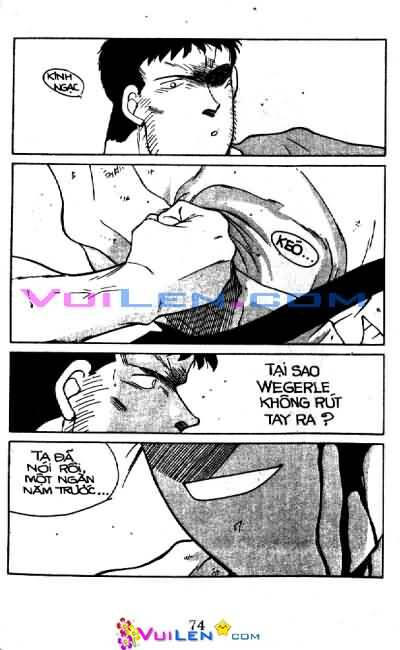 KINH
NGẠC
KÉO...
VUILEN.COM
TẠI SAO
WEGERLE
KHÔNG RÚT
TAY RA?
TA ĐÃ
NÓI RỒI,
MỘT NGÀN
NĂM TRƯỚC...
74
VUILEN.COM